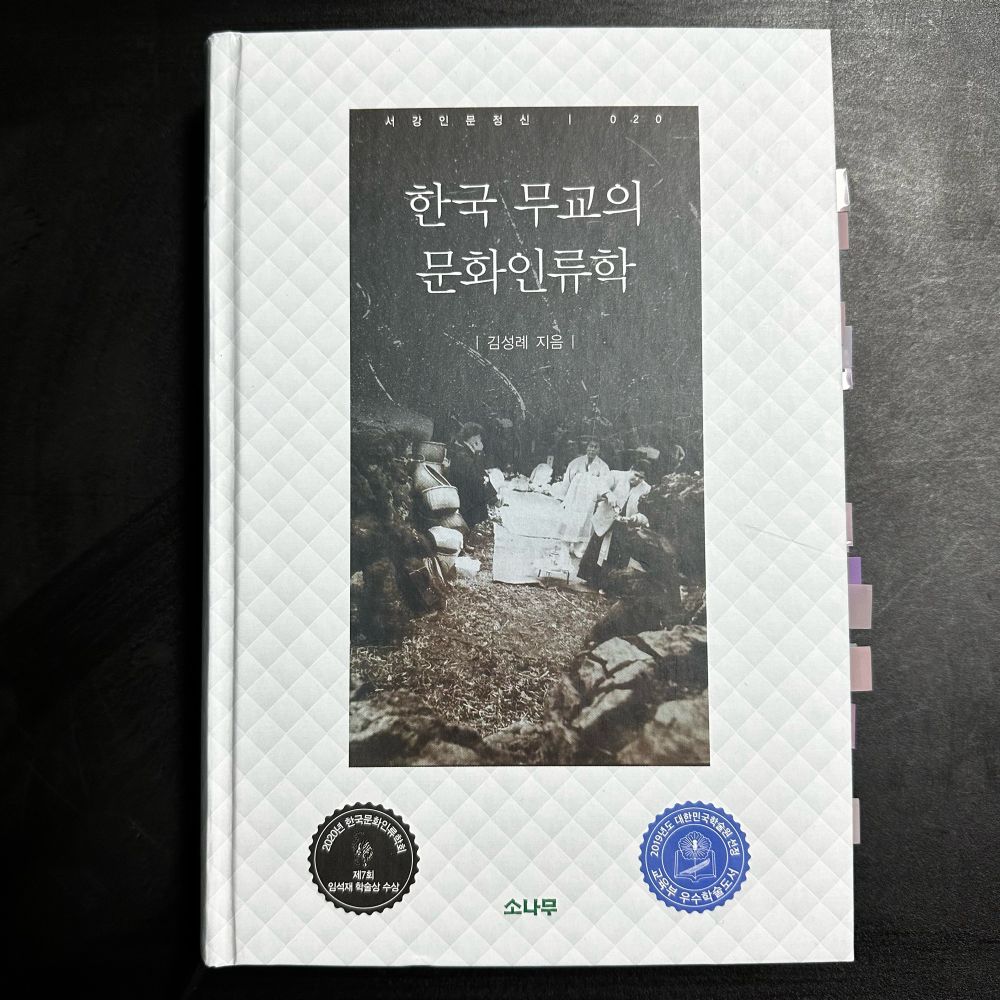 서강인문정신 | 020
한국 무교의
문화인류학
| 김성례 지음 |
2020년 한국문화인류학회
제7회
임석재 학술상 수상
2019년도 대한민국학술원 선정
교육부 우수학술도서
소나무